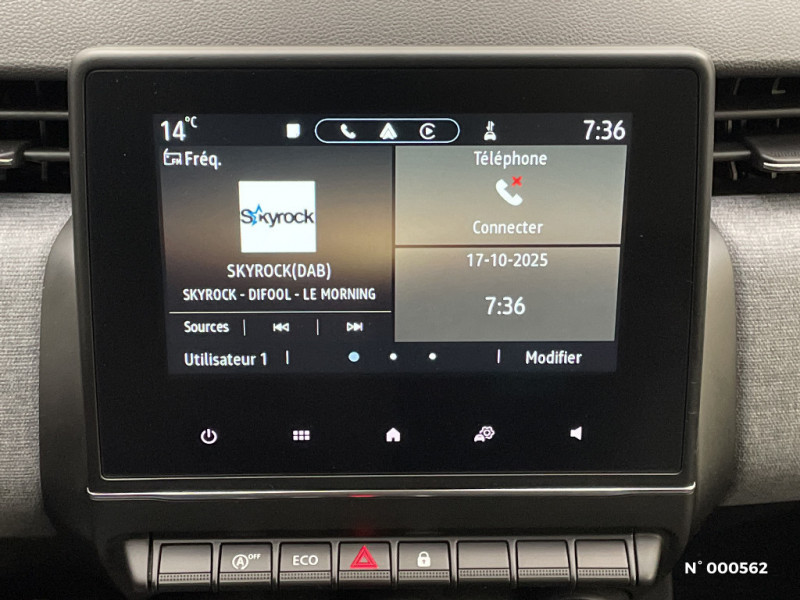 14°C
7:36
Fréq.
Skyrock
SKYROCK(DAB)
SKYROCK - DIFOOL - LE MORNING
Sources
Téléphone
Connecter
17-10-2025
7:36
Utilisateur 1
Modifier
A OFF
ECO
N° 000562